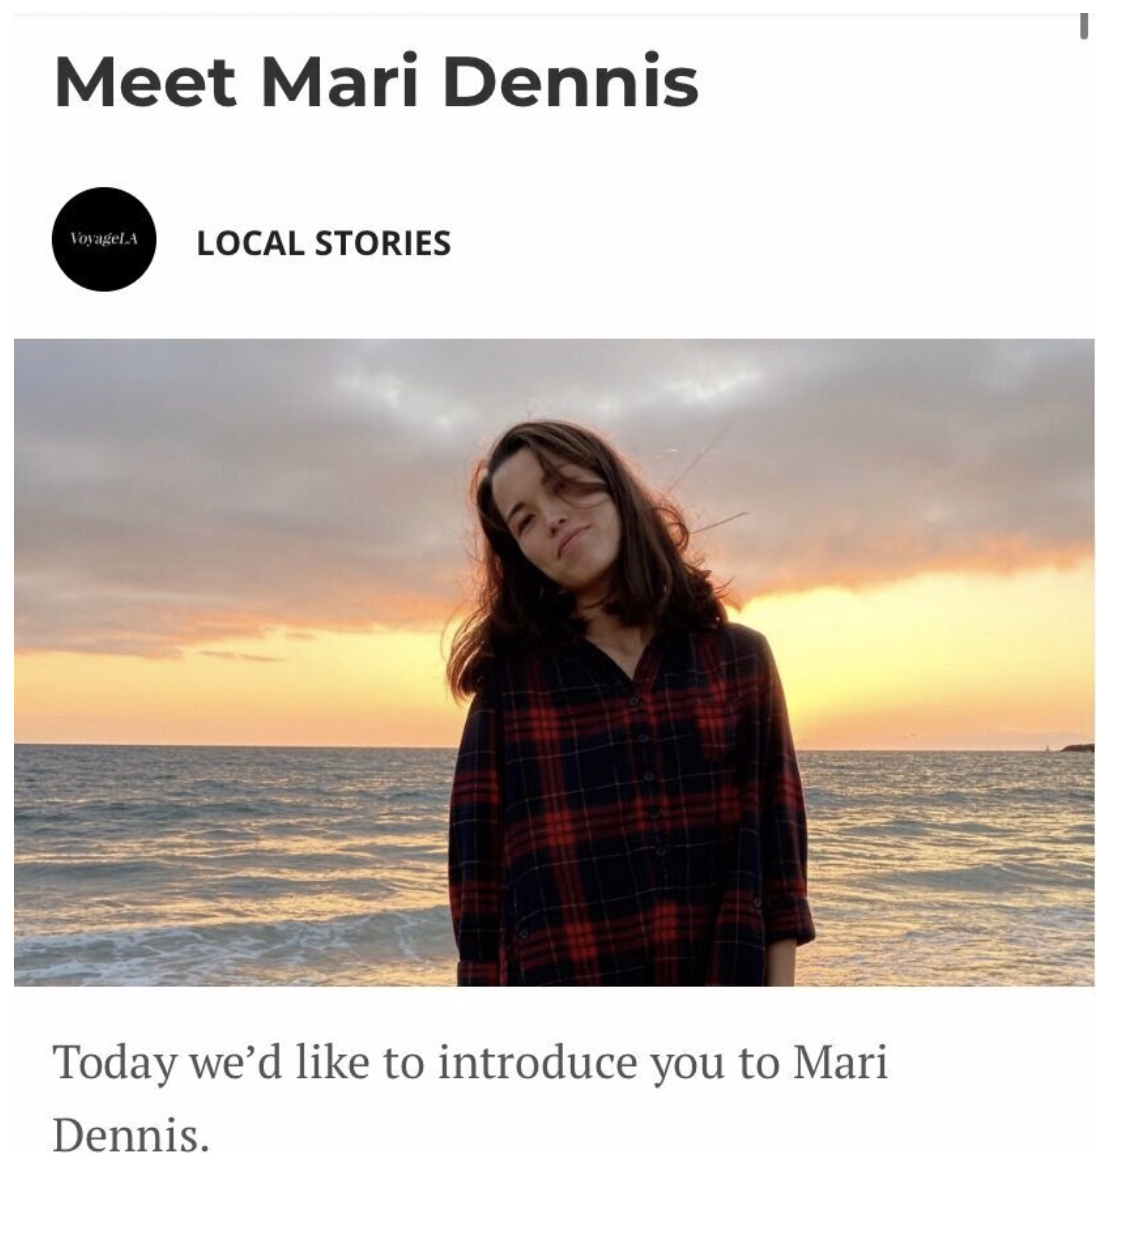 Meet Mari Dennis
VoyageLA
LOCAL STORIES
Today we’d like to introduce you to Mari
Dennis.